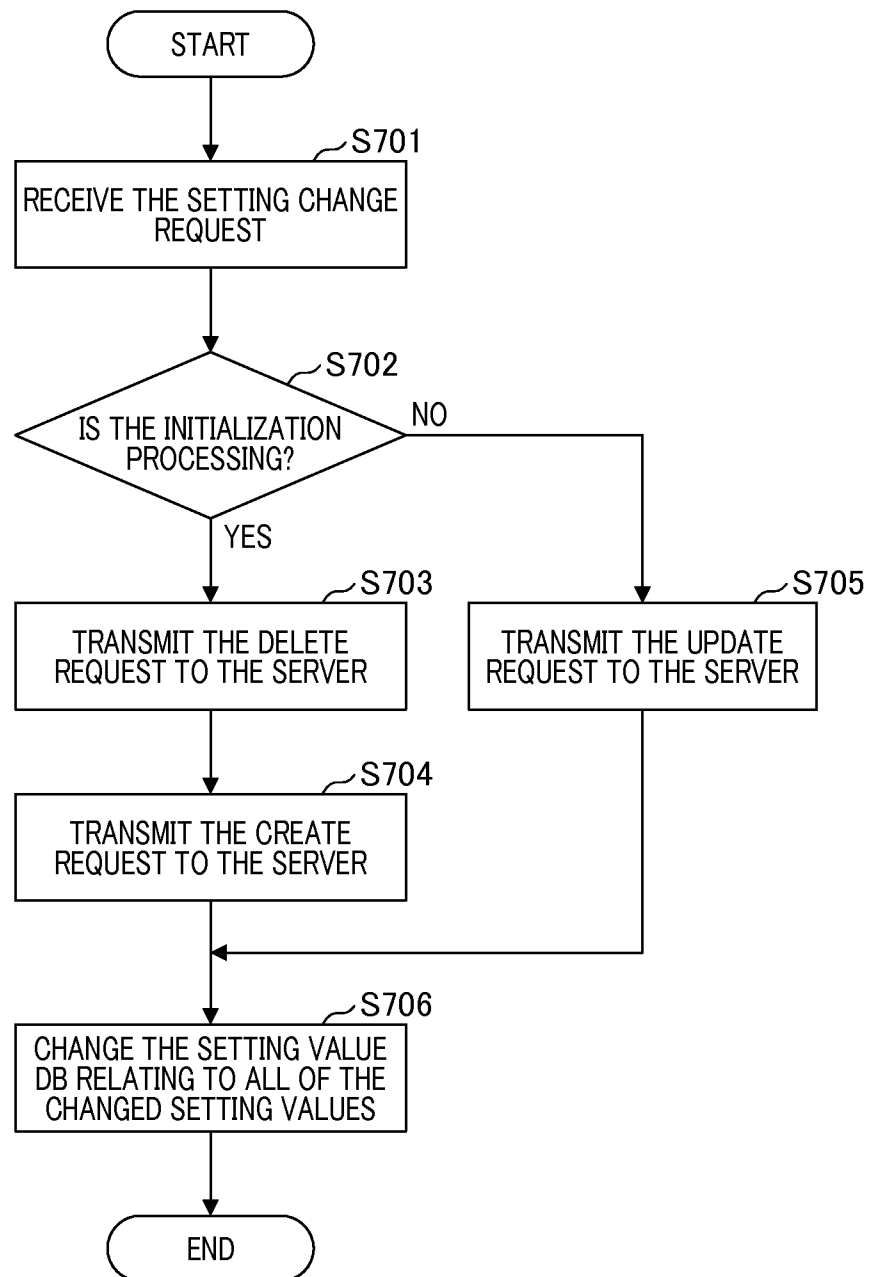 START
S701
RECEIVE THE SETTING CHANGE
REQUEST
S702
IS THE INITIALIZATION
PROCESSING?
NO
YES
S703
TRANSMIT THE DELETE
REQUEST TO THE SERVER
S705
TRANSMIT THE UPDATE
REQUEST TO THE SERVER
S704
TRANSMIT THE CREATE
REQUEST TO THE SERVER
S706
CHANGE THE SETTING VALUE
DB RELATING TO ALL OF THE
CHANGED SETTING VALUES
END